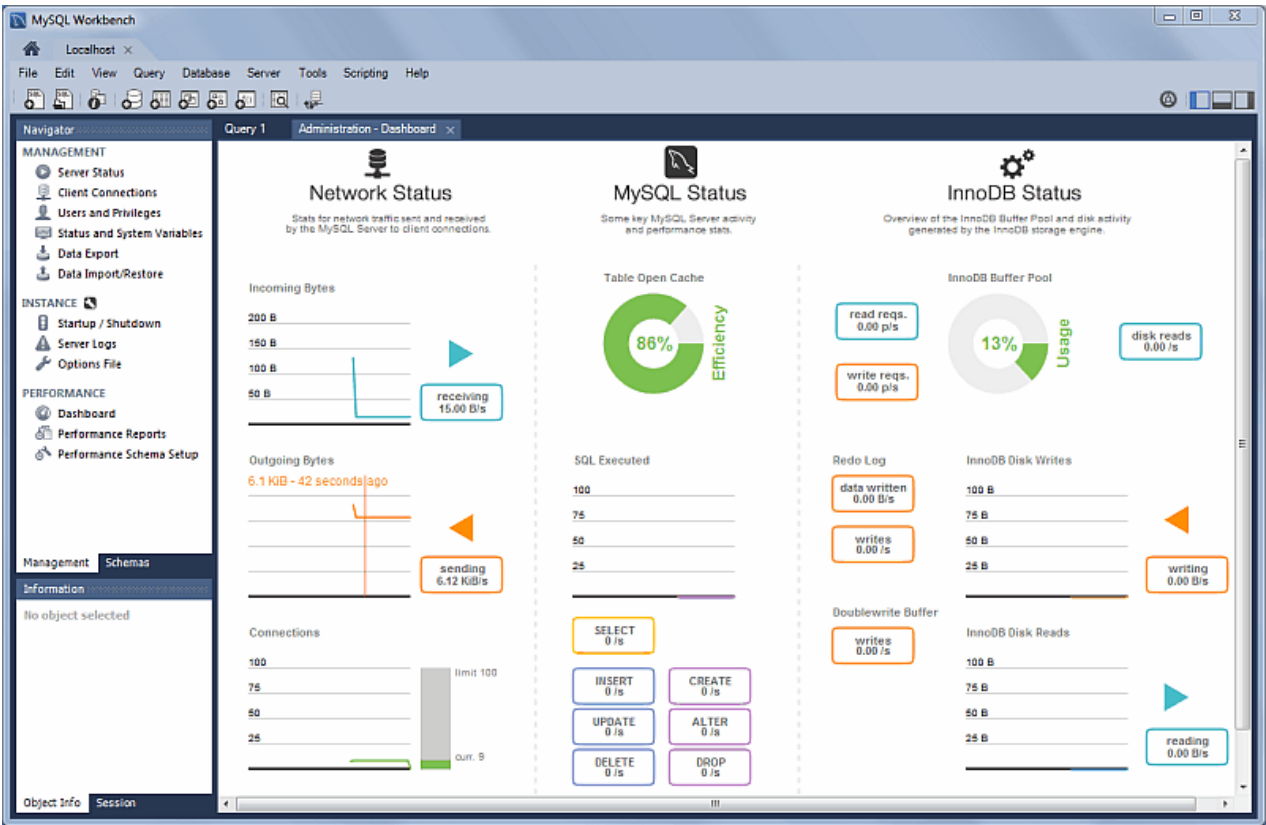 MySQL Workbench
Localhost
File Edit View Query Database Server Tools Scripting Help
Navigator
MANAGEMENT
Server Status
Client Connections
Users and Privileges
Status and System Variables
Data Export
Data Import/Restore
INSTANCE
Startup / Shutdown
Server Logs
Options File
PERFORMANCE
Dashboard
Performance Reports
Performance Schema Setup
Management Schemas
Information
No object selected
Object Info Session
Query 1 Administration - Dashboard
Network Status
Stats for network traffic sent and received
by the MySQL Server to client connections.
Incoming Bytes
200 B
150 B
100 B
50 B
receiving
15.00 B/s
Outgoing Bytes
6.1 KiB - 42 seconds ago
sending
6.12 KiB/s
Connections
100
75
50
25
limit 100
curr. 9
MySQL Status
Some key MySQL Server activity
and performance stats.
Table Open Cache
86%
Efficiency
SQL Executed
100
75
50
25
SELECT
0 /s
INSERT
0 /s
CREATE
0 /s
UPDATE
0 /s
ALTER
0 /s
DELETE
0 /s
DROP
0 /s
InnoDB Status
Overview of the InnoDB Buffer Pool and disk activity
generated by the InnoDB storage engine.
InnoDB Buffer Pool
read reqs.
0.00 p/s
write reqs.
0.00 p/s
13%
Usage
disk reads
0.00 /s
Redo Log
data written
0.00 B/s
writes
0.00 /s
Doublewrite Buffer
writes
0.00 /s
InnoDB Disk Writes
100 B
75 B
50 B
25 B
writing
0.00 B/s
InnoDB Disk Reads
100 B
75 B
50 B
25 B
reading
0.00 B/s